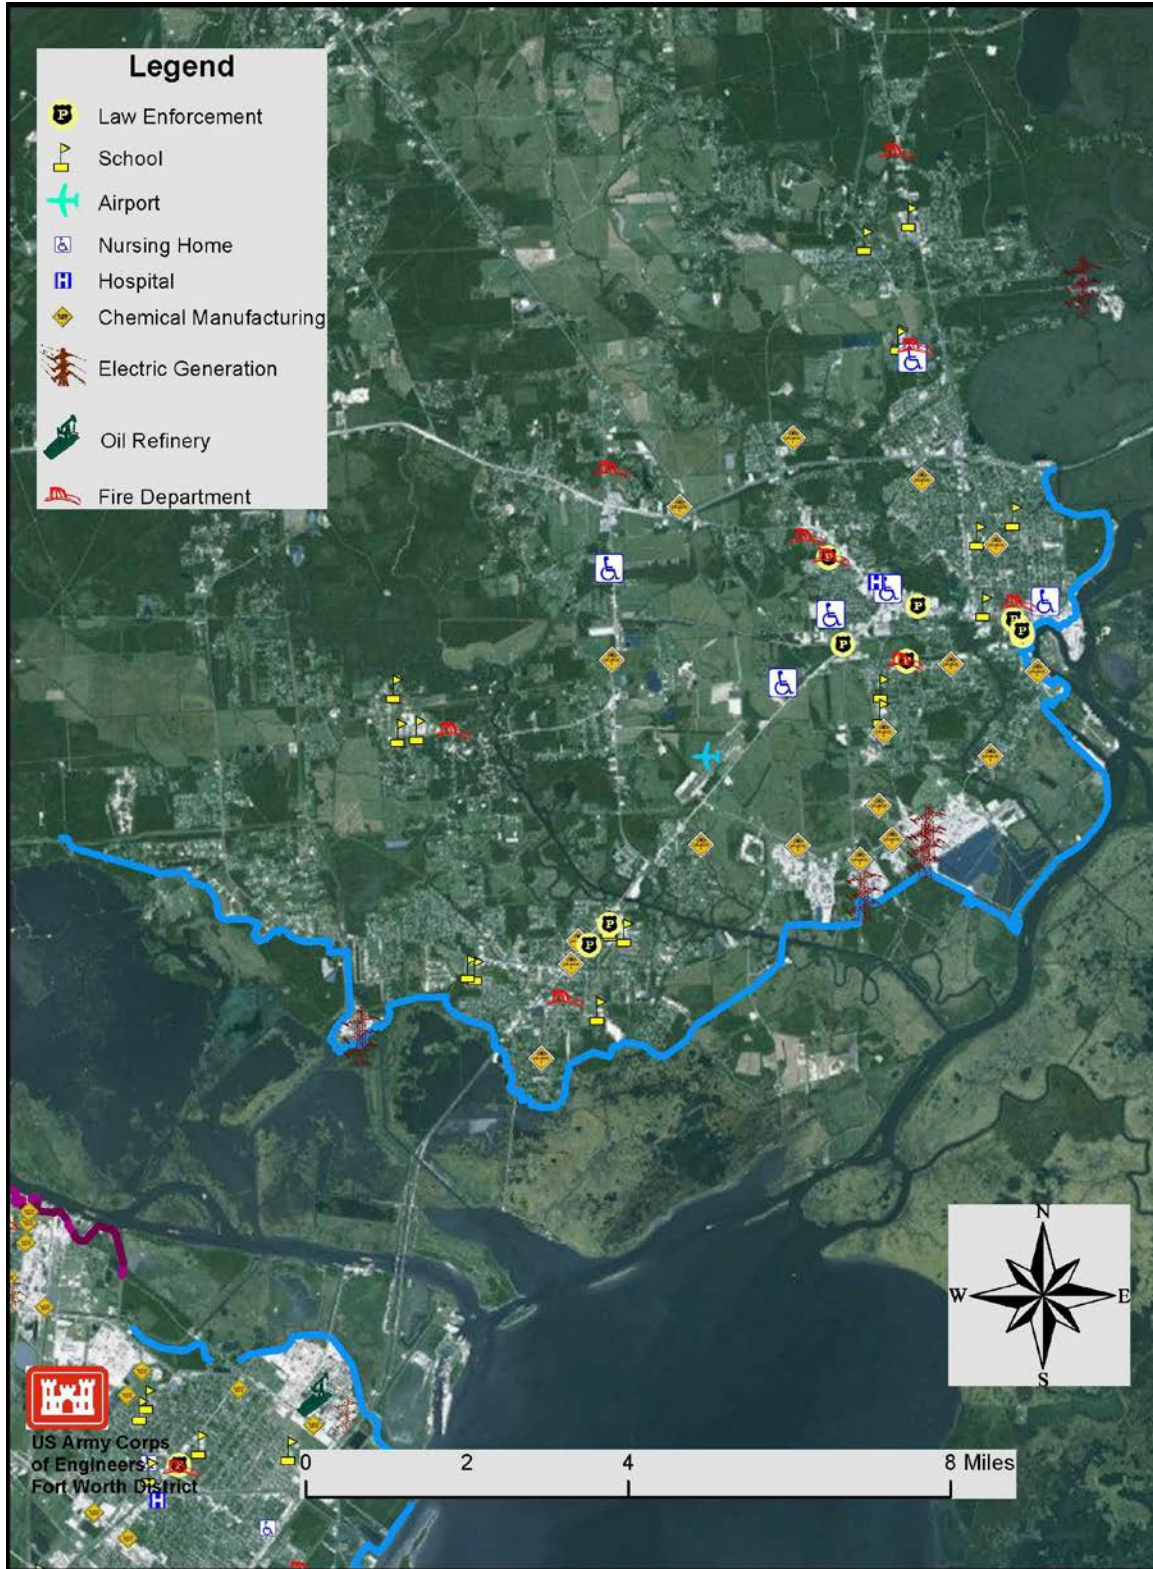 Legend
Law Enforcement
School
Airport
Nursing Home
Hospital
Chemical Manufacturing
Electric Generation
Oil Refinery
Fire Department
N
W E
S
US Army Corps
of Engineers
Fort Worth District
0 2 4 8 Miles